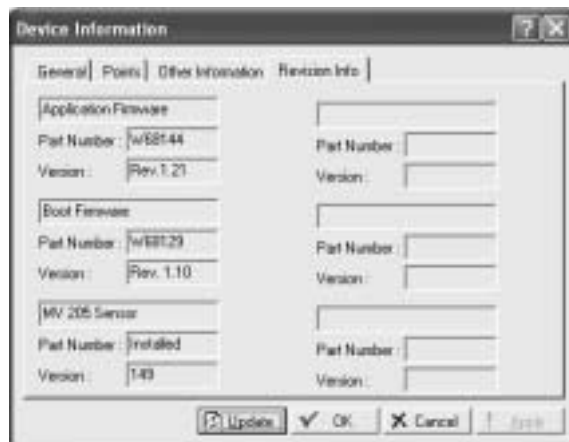 Device Information
General Points Other Information Revision Info
Application Firmware
Part Number : W68144
Version : Rev.1.21
Part Number :
Version :
Boot Firmware
Part Number : W68129
Version : Rev. 1.10
Part Number :
Version :
MV 205 Sensor
Part Number : Installed
Version : 149
Part Number :
Version :
Update OK Cancel Apply